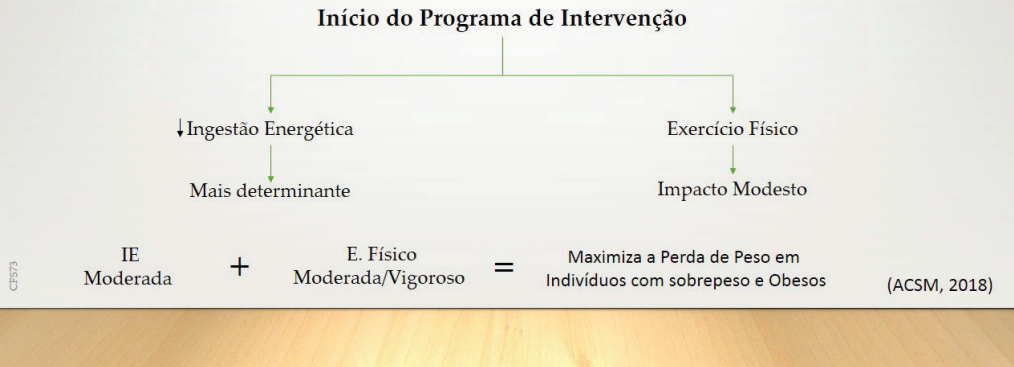 Início do Programa de Intervenção
↓Ingestão Energética
Exercício Físico
Mais determinante
Impacto Modesto
IE
Moderada
+
E. Físico
Moderada/Vigoroso
=
Maximiza a Perda de Peso em
Indivíduos com sobrepeso e Obesos
(ACSM, 2018)
CFS73